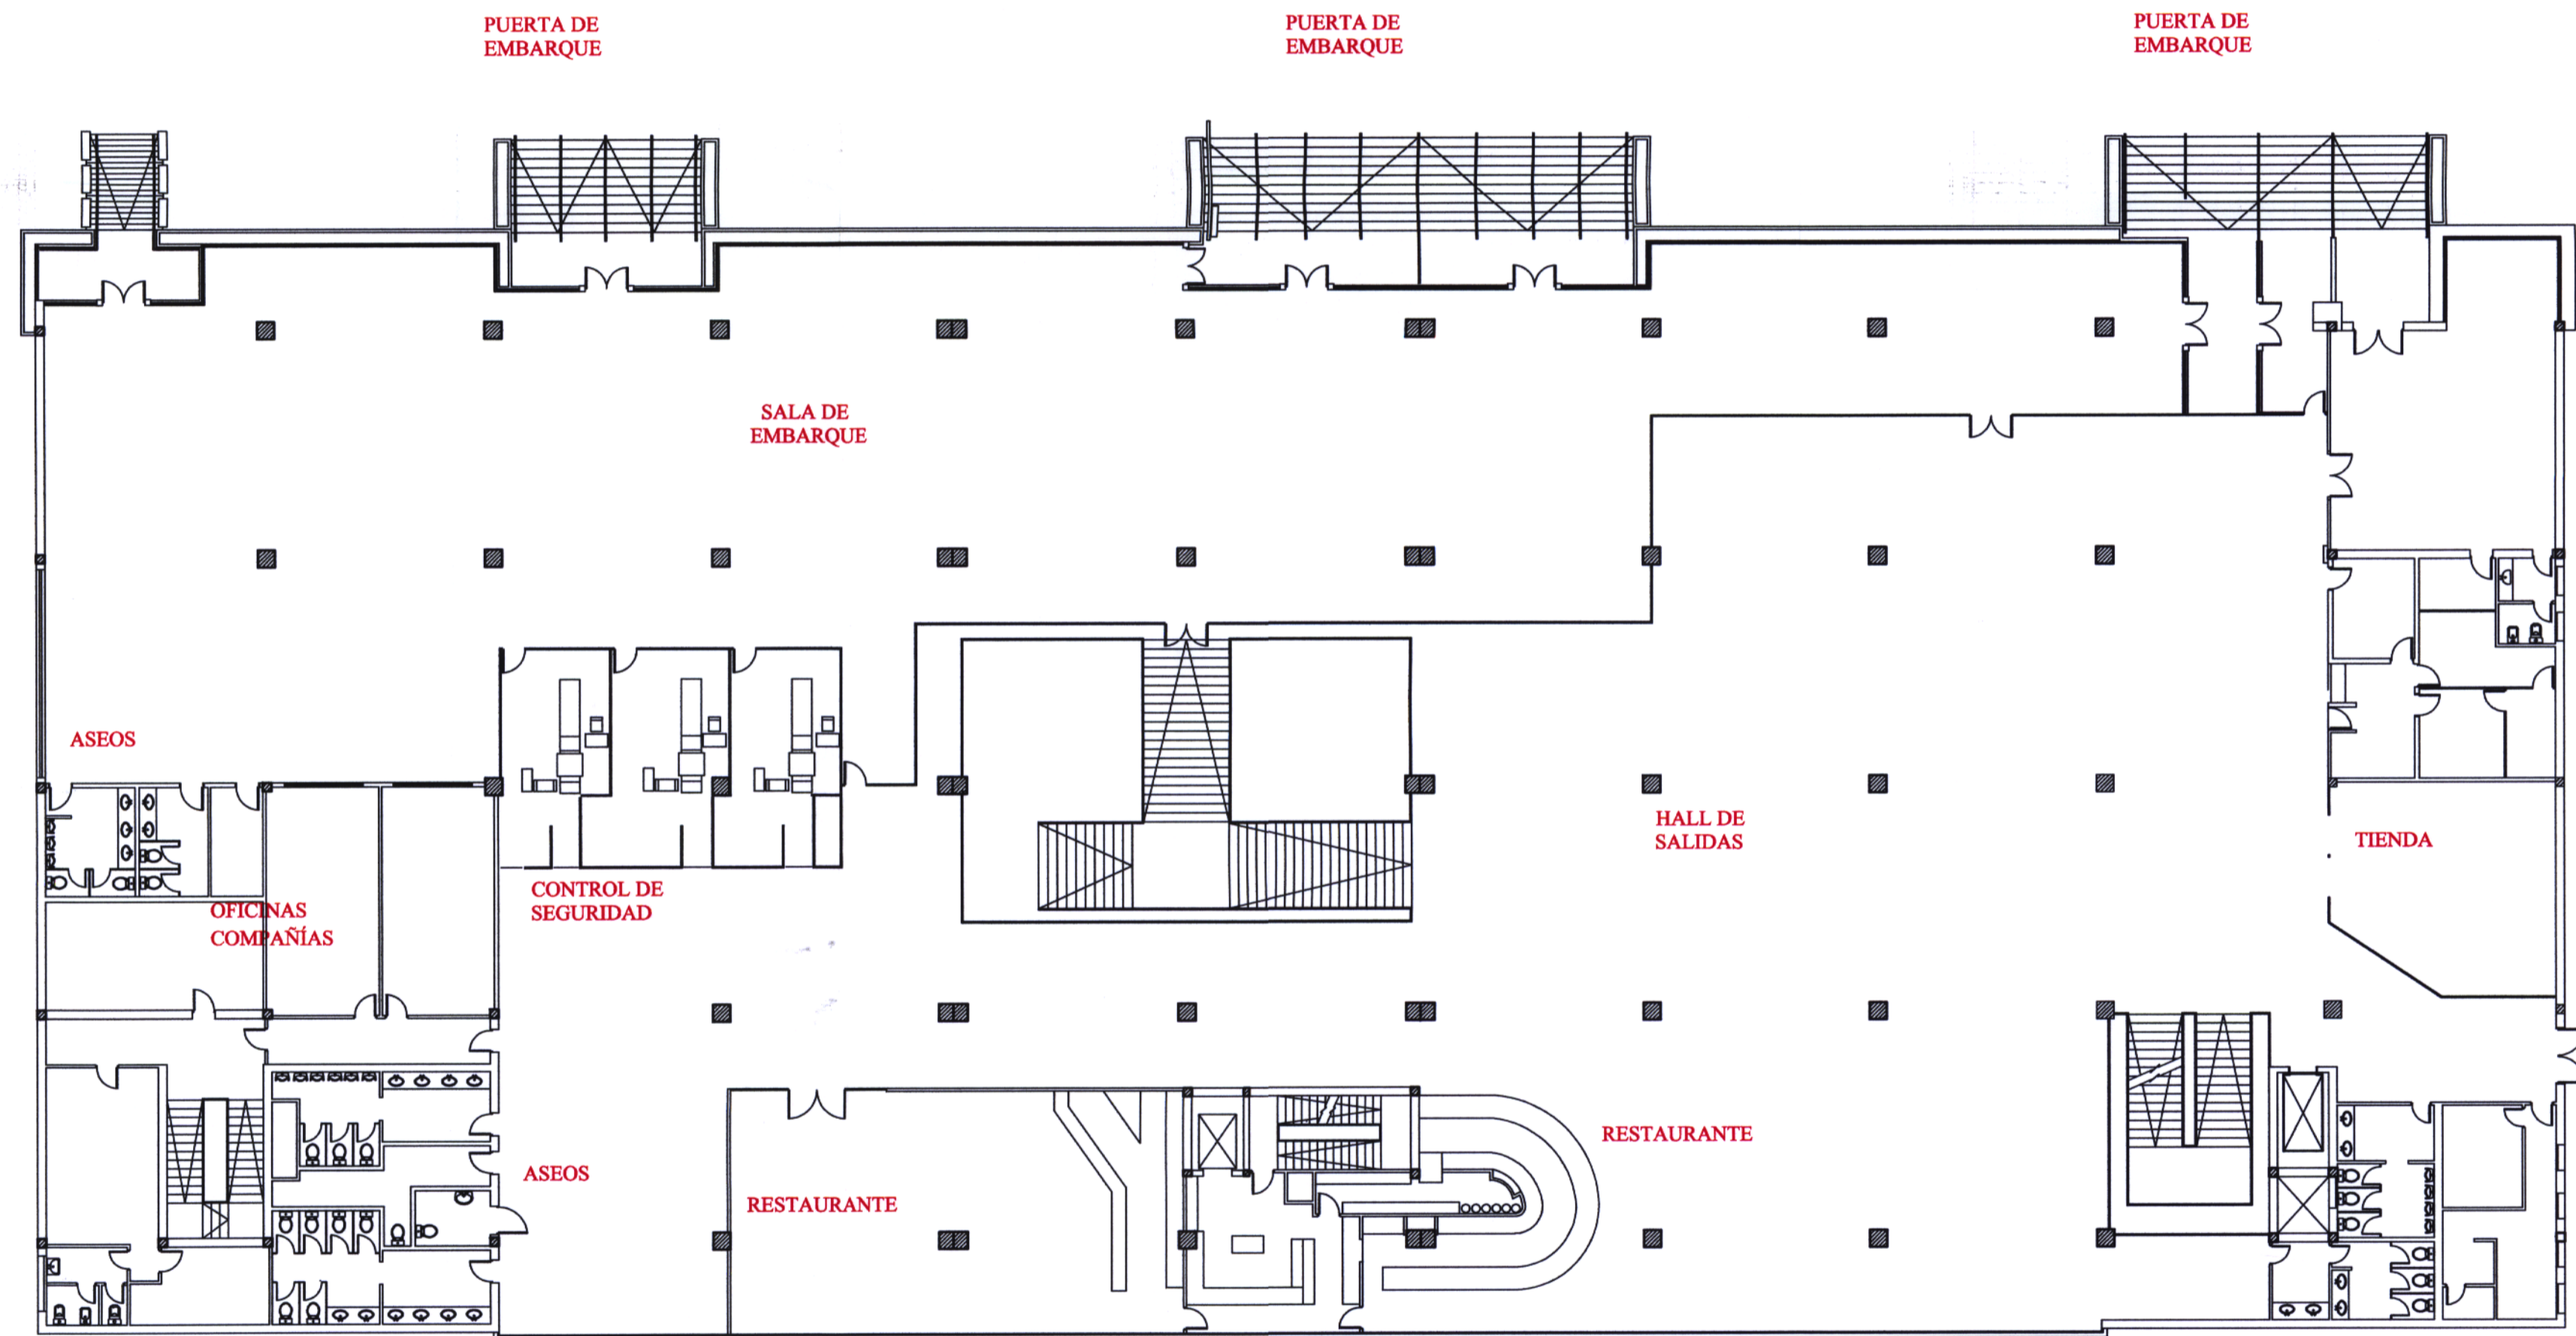 PUERTA DE
EMBARQUE
PUERTA DE
EMBARQUE
PUERTA DE
EMBARQUE
SALA DE
EMBARQUE
ASEOS
HALL DE
SALIDAS
TIENDA
CONTROL DE
SEGURIDAD
OFICINAS
COMPAÑÍAS
RESTAURANTE
ASEOS
RESTAURANTE